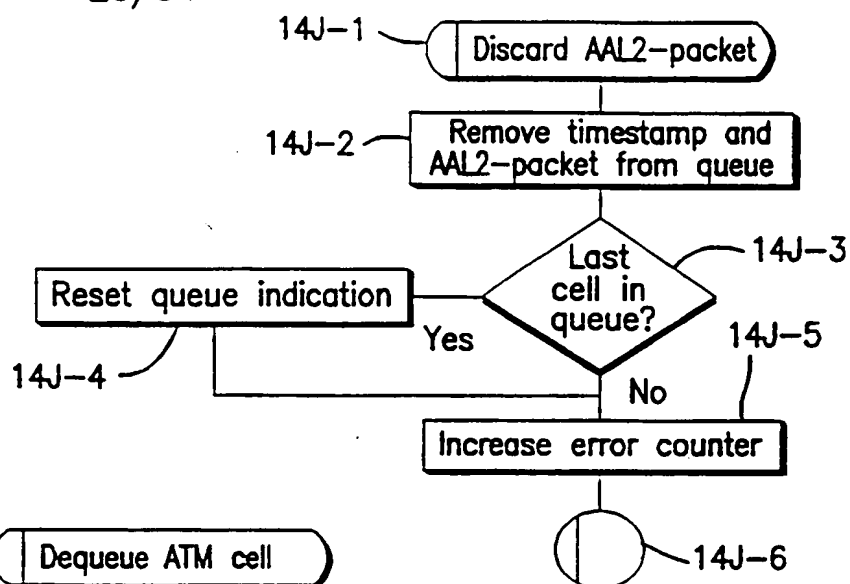 14J-1
Discard AAL2-packet
14J-2
Remove timestamp and
AAL2-packet from queue
14J-3
Last
cell in
queue?
Reset queue indication
Yes
14J-4
14J-5
No
Increase error counter
14J-6
Dequeue ATM cell